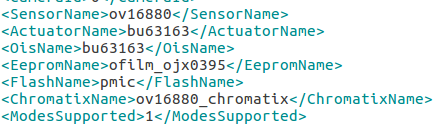 <SensorName>ov16880</SensorName>
<ActuatorName>bu63163</ActuatorName>
<OisName>bu63163</OisName>
<EepromName>ofilm_ojx0395</EepromName>
<FlashName>pmic</FlashName>
<ChromatixName>ov16880_chromatix</ChromatixName>
<ModesSupported>1</ModesSupported>